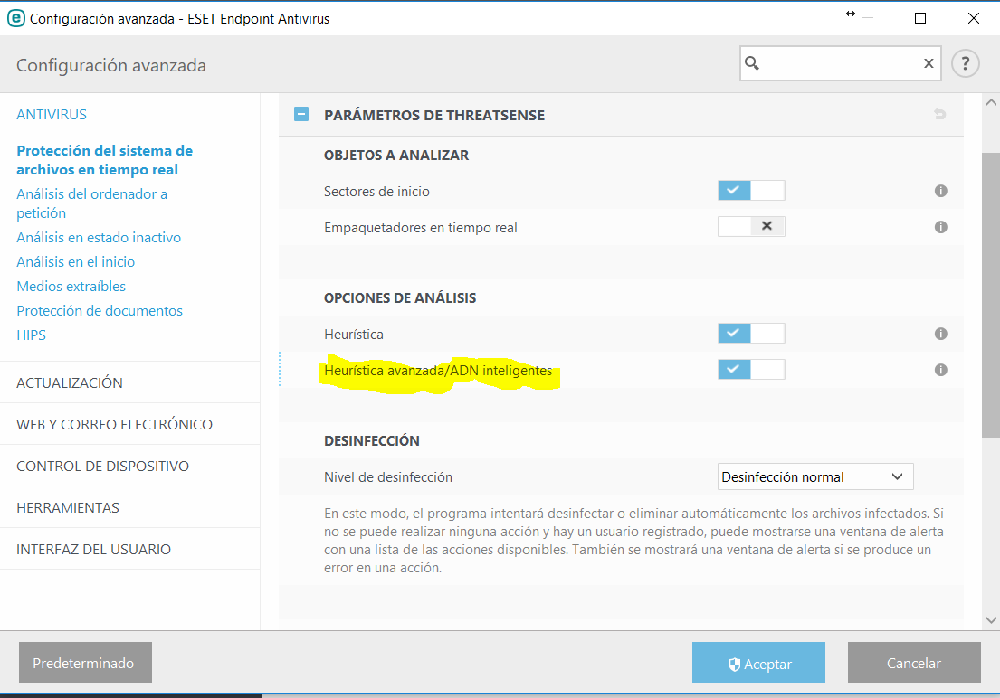 Configuración avanzada - ESET Endpoint Antivirus
Configuración avanzada
x
?
ANTIVIRUS
Protección del sistema de
archivos en tiempo real
Análisis del ordenador a
petición
Análisis en estado inactivo
Análisis en el inicio
Medios extraíbles
Protección de documentos
HIPS
ACTUALIZACIÓN
WEB Y CORREO ELECTRÓNICO
CONTROL DE DISPOSITIVO
HERRAMIENTAS
INTERFAZ DEL USUARIO
PARÁMETROS DE THREATSENSE
OBJETOS A ANALIZAR
Sectores de inicio
Empaquetadores en tiempo real
OPCIONES DE ANÁLISIS
Heurística
Heurística avanzada/ADN inteligentes
DESINFECCIÓN
Nivel de desinfección
Desinfección normal
En este modo, el programa intentará desinfectar o eliminar automáticamente los archivos infectados. Si
no se puede realizar ninguna acción y hay un usuario registrado, puede mostrarse una ventana de alerta
con una lista de las acciones disponibles. También se mostrará una ventana de alerta si se produce un
error en una acción.
Predeterminado
Aceptar
Cancelar